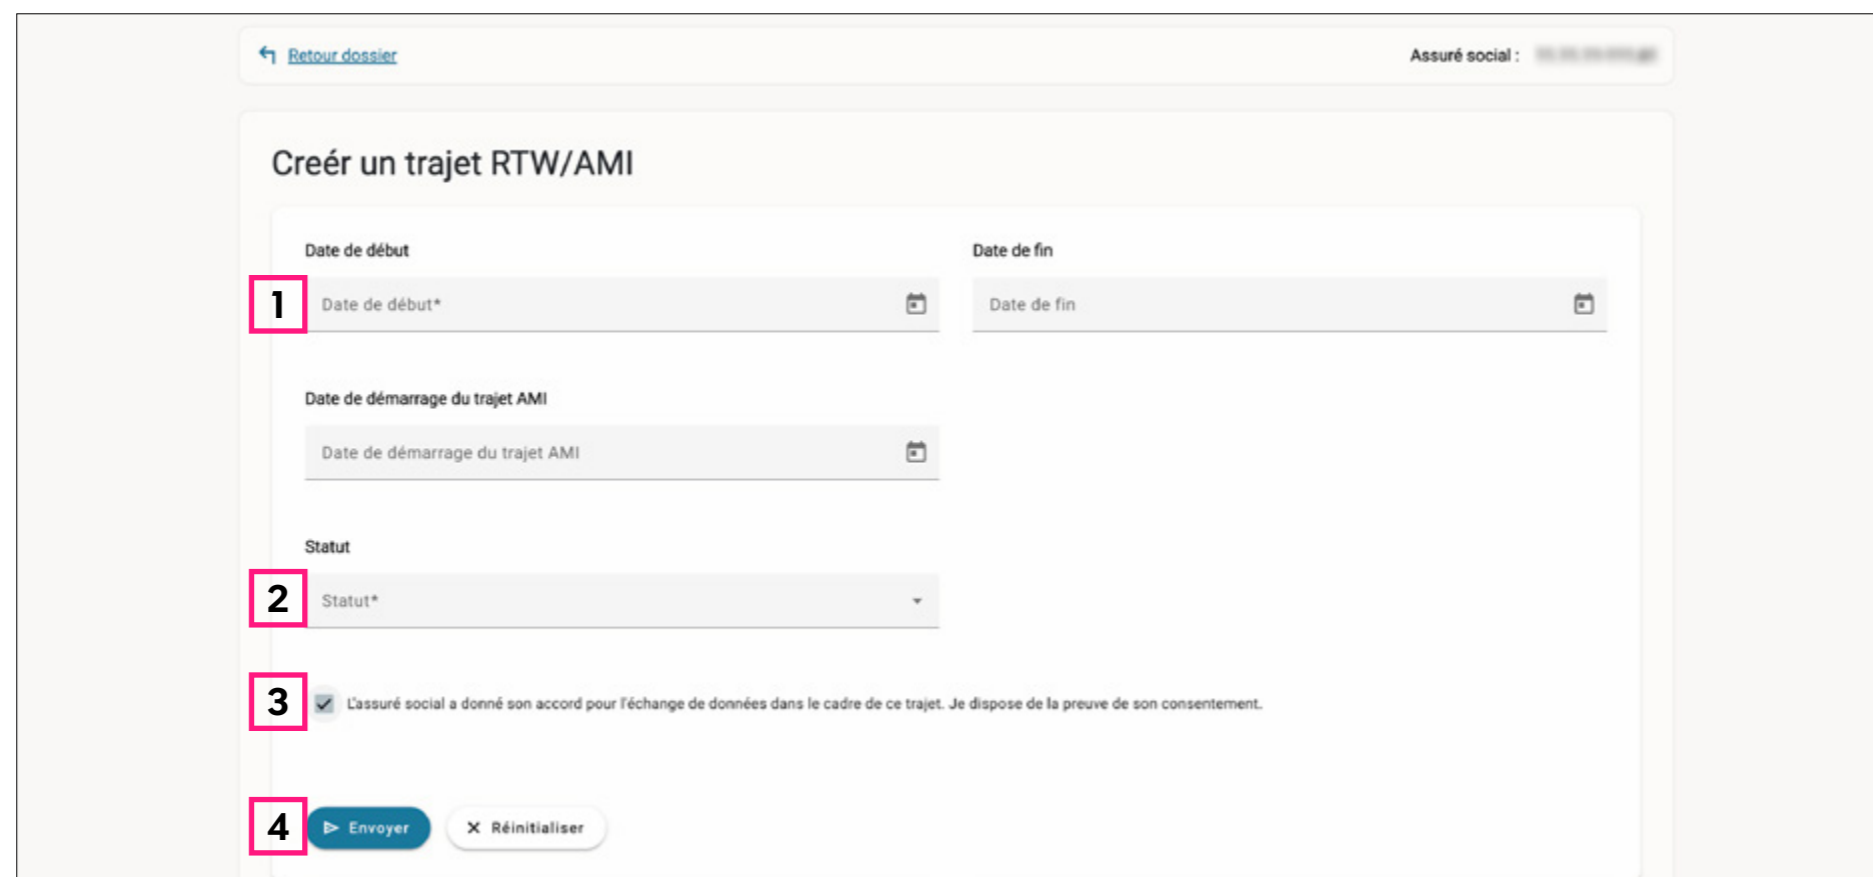 Retour dossier
Assuré social :
Creér un trajet RTW/AMI
Date de début
Date de fin
1
Date de début*
Date de fin
Date de démarrage du trajet AMI
Date de démarrage du trajet AMI
Statut
2
Statut*
3
L'assuré social a donné son accord pour l'échange de données dans le cadre de ce trajet. Je dispose de la preuve de son consentement.
4
Envoyer
Réinitialiser